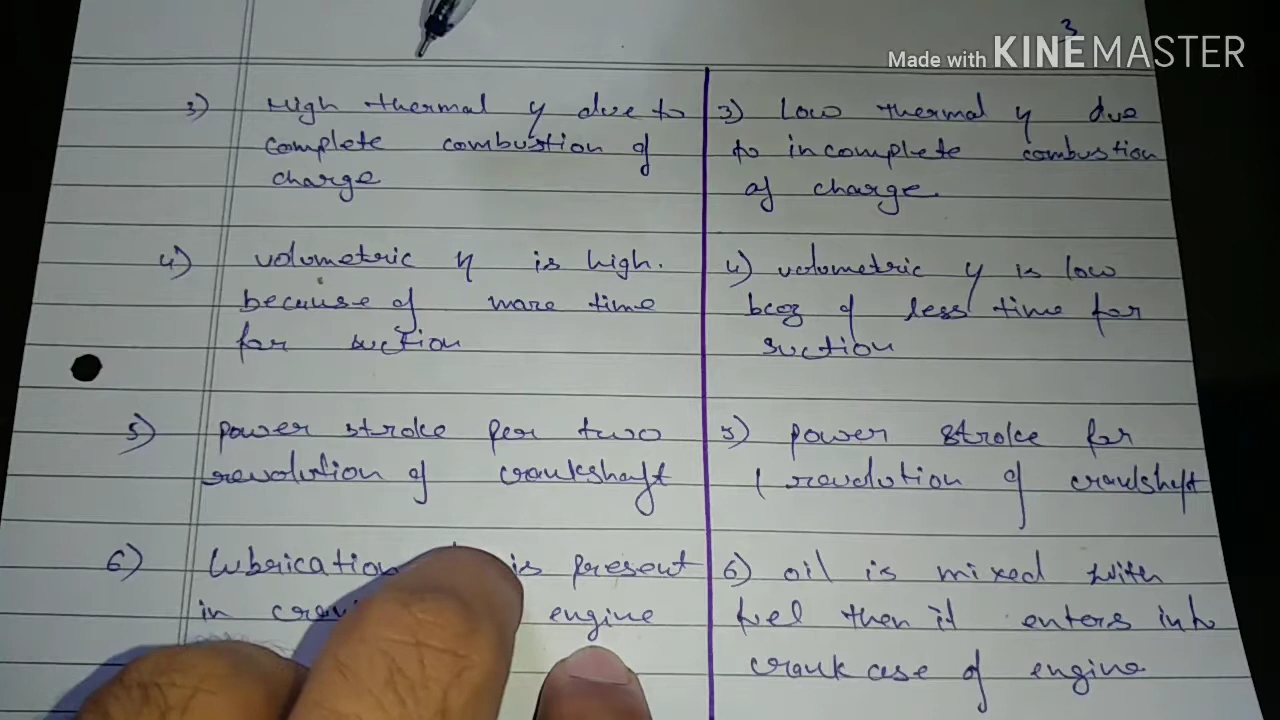 3
Made with KINEMASTER
3) High thermal η due to
complete combustion of
charge
4) volumetric η is high.
because of more time
for suction
5) power stroke per two
revolution of crankshaft
6) lubrication is present
in engine
3) Low thermal η due
to incomplete combustion
of charge.
4) volumetric η is low
bcoz of less time for
suction
5) power stroke for
1 revolution of crankshaft
6) oil is mixed with
fuel then it enters into
crank case of engine